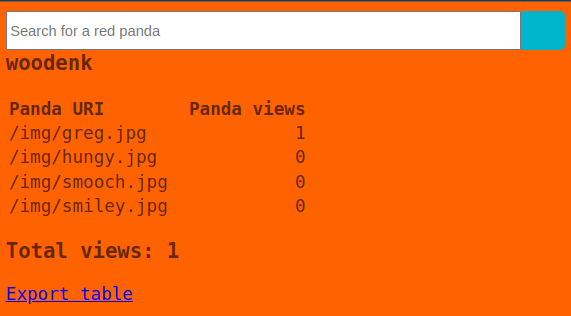 Search for a red panda
woodenk
Panda URI Panda views
/img/greg.jpg 1
/img/hungy.jpg 0
/img/smooch.jpg 0
/img/smiley.jpg 0
Total views: 1
Export table